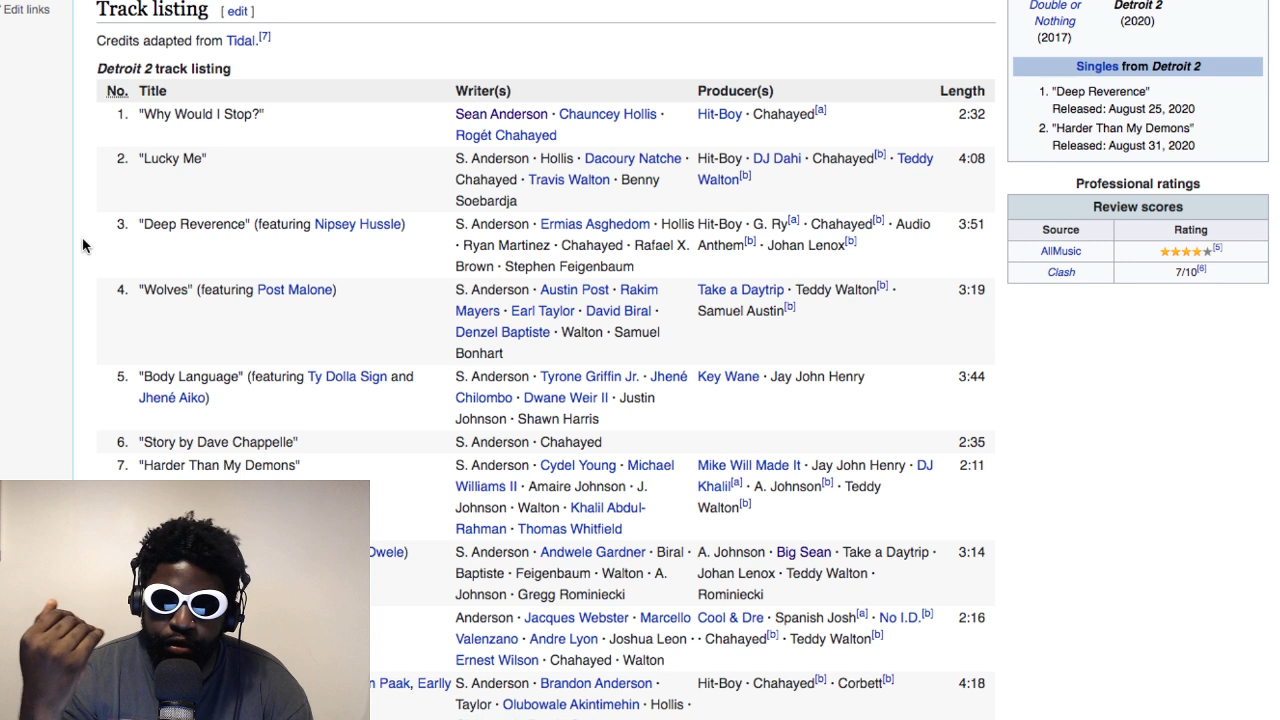 Edit links
Track listing [ edit ]
Credits adapted from Tidal.[7]
Detroit 2 track listing
No. Title Writer(s) Producer(s) Length
1. "Why Would I Stop?" Sean Anderson · Chauncey Hollis · Hit-Boy · Chahayed[a] 2:32
Rogét Chahayed
2. "Lucky Me" S. Anderson · Hollis · Dacoury Natche · Hit-Boy · DJ Dahi · Chahayed[b] · Teddy 4:08
Chahayed · Travis Walton · Benny Walton[b]
Soebardja
3. "Deep Reverence" (featuring Nipsey Hussle) S. Anderson · Ermias Asghedom · Hollis Hit-Boy · G. Ry[a] · Chahayed[b] · Audio 3:51
· Ryan Martinez · Chahayed · Rafael X. Anthem[b] · Johan Lenox[b]
Brown · Stephen Feigenbaum
4. "Wolves" (featuring Post Malone) S. Anderson · Austin Post · Rakim Take a Daytrip · Teddy Walton[b] · 3:19
Mayers · Earl Taylor · David Biral · Samuel Austin[b]
Denzel Baptiste · Walton · Samuel
Bonhart
5. "Body Language" (featuring Ty Dolla Sign and S. Anderson · Tyrone Griffin Jr. · Jhené Key Wane · Jay John Henry 3:44
Jhené Aiko) Chilombo · Dwane Weir II · Justin
Johnson · Shawn Harris
6. "Story by Dave Chappelle" S. Anderson · Chahayed 2:35
7. "Harder Than My Demons" S. Anderson · Cydel Young · Michael Mike Will Made It · Jay John Henry · DJ 2:11
Williams II · Amaire Johnson · J. Khalil[a] · A. Johnson[b] · Teddy
Johnson · Walton · Khalil Abdul- Walton[b]
Rahman · Thomas Whitfield
Dwele) S. Anderson · Andwele Gardner · Biral · A. Johnson · Big Sean · Take a Daytrip · 3:14
Baptiste · Feigenbaum · Walton · A. Johan Lenox · Teddy Walton ·
Johnson · Gregg Rominiecki Rominiecki
Anderson · Jacques Webster · Marcello Cool & Dre · Spanish Josh[a] · No I.D.[b] 2:16
Valenzano · Andre Lyon · Joshua Leon · · Chahayed[b] · Teddy Walton[b]
Ernest Wilson · Chahayed · Walton
n Paak, Earlly S. Anderson · Brandon Anderson · Hit-Boy · Chahayed[b] · Corbett[b] 4:18
Taylor · Olubowale Akintimehin · Hollis ·
Double or Detroit 2
Nothing (2020)
(2017)
Singles from Detroit 2
1. "Deep Reverence"
Released: August 25, 2020
2. "Harder Than My Demons"
Released: August 31, 2020
Professional ratings
Review scores
Source Rating
AllMusic [5]
Clash 7/10[6]